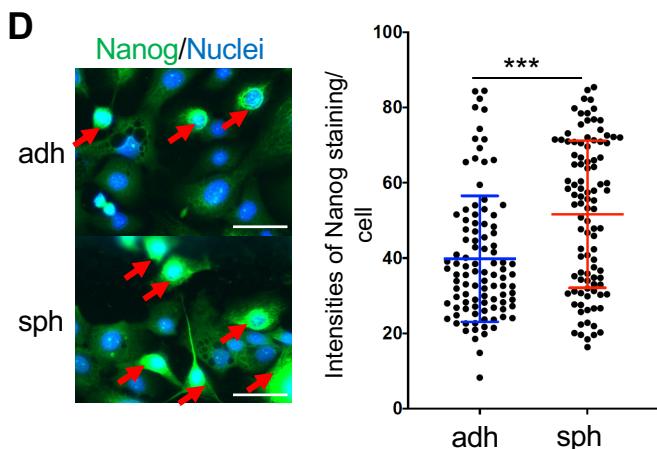 D
Nanog/Nuclei
adh
sph
Intensities of Nanog staining/
cell
100
80
60
40
20
0
***
adh
sph